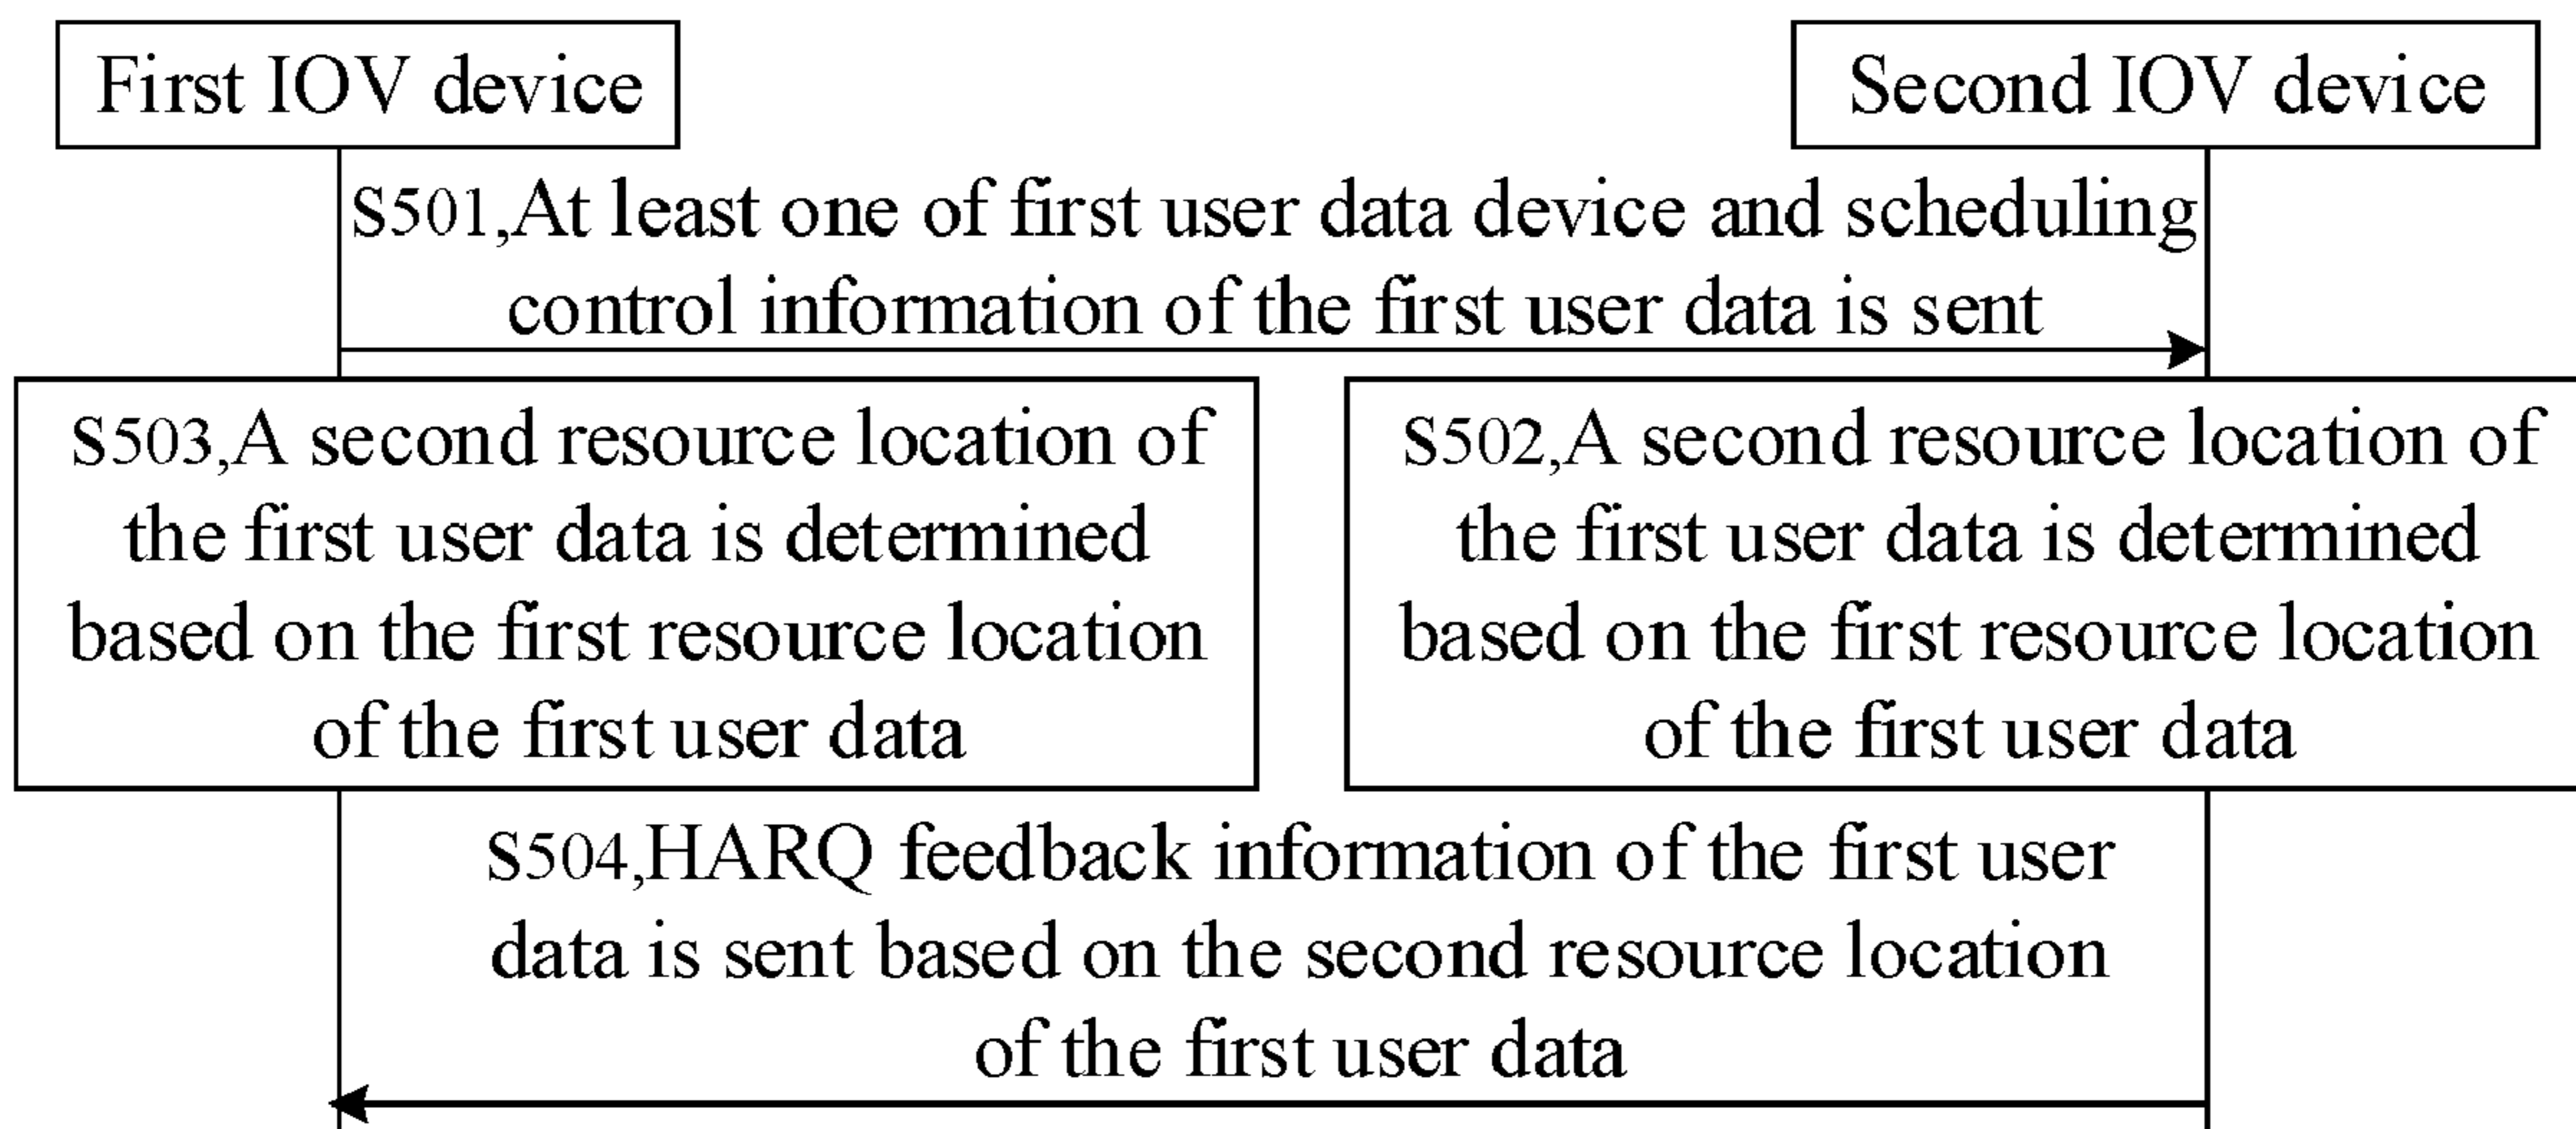 First IOV device
Second IOV device
S501,At least one of first user data device and scheduling
control information of the first user data is sent
S503,A second resource location of
the first user data is determined
based on the first resource location
of the first user data
S502,A second resource location of
the first user data is determined
based on the first resource location
of the first user data
S504,HARQ feedback information of the first user
data is sent based on the second resource location
of the first user data